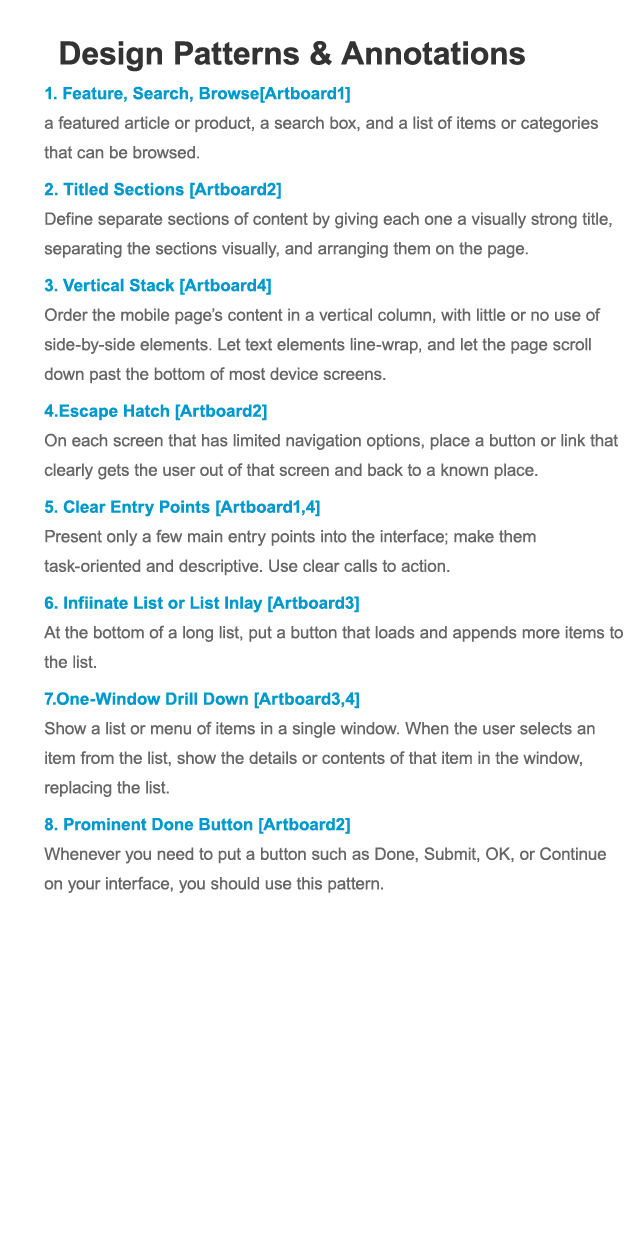 Design Patterns & Annotations
1. Feature, Search, Browse[Artboard1]
a featured article or product, a search box, and a list of items or categories
that can be browsed.
2. Titled Sections [Artboard2]
Define separate sections of content by giving each one a visually strong title,
separating the sections visually, and arranging them on the page.
3. Vertical Stack [Artboard4]
Order the mobile page’s content in a vertical column, with little or no use of
side-by-side elements. Let text elements line-wrap, and let the page scroll
down past the bottom of most device screens.
4.Escape Hatch [Artboard2]
On each screen that has limited navigation options, place a button or link that
clearly gets the user out of that screen and back to a known place.
5. Clear Entry Points [Artboard1,4]
Present only a few main entry points into the interface; make them
task-oriented and descriptive. Use clear calls to action.
6. Infiinate List or List Inlay [Artboard3]
At the bottom of a long list, put a button that loads and appends more items to
the list.
7.One-Window Drill Down [Artboard3,4]
Show a list or menu of items in a single window. When the user selects an
item from the list, show the details or contents of that item in the window,
replacing the list.
8. Prominent Done Button [Artboard2]
Whenever you need to put a button such as Done, Submit, OK, or Continue
on your interface, you should use this pattern.